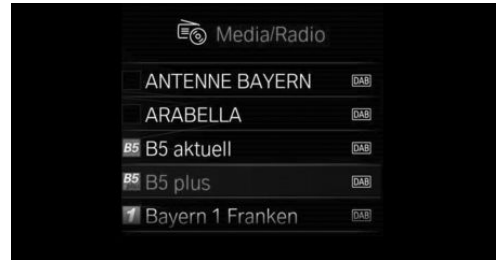 Media/Radio
ANTENNE BAYERN DAB
ARABELLA DAB
B5 B5 aktuell DAB
B5 B5 plus DAB
1 Bayern 1 Franken DAB